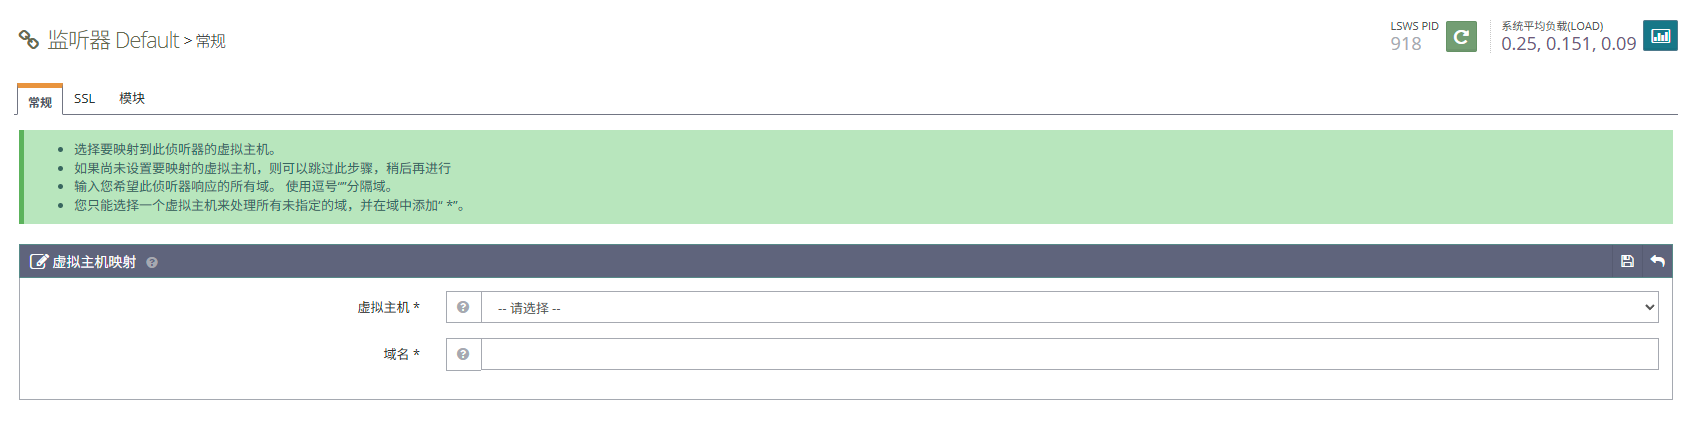 监听器 Default > 常规
LSWS PID
918
系统平均负载(LOAD)
0.25, 0.151, 0.09
常规 SSL 模块
选择要映射到此侦听器的虚拟主机。
如果尚未设置要映射的虚拟主机，则可以跳过此步骤，稍后再进行
输入您希望此侦听器响应的所有域。 使用逗号“”分隔域。
您只能选择一个虚拟主机来处理所有未指定的域，并在域中添加“ *”。
虚拟主机映射
虚拟主机 *
-- 请选择 --
域名 *